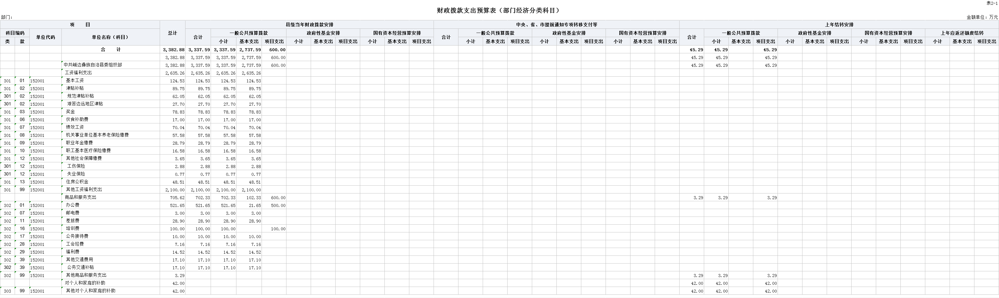 表2-1
财政拨款支出预算表（部门经济分类科目）
部门：
金额单位：万元
项 目 总计 县级当年财政拨款安排 中央、省、市提前通知专项转移支付等 上年结转安排
科目编码 单位代码 单位名称（科目） 合计 一般公共预算拨款 政府性基金安排 国有资本经营预算安排 合计 一般公共预算拨款 政府性基金安排 国有资本经营预算安排 合计 一般公共预算拨款 政府性基金安排 国有资本经营预算安排 上年应返还额度结转
类 款 小计 基本支出 项目支出 小计 基本支出 项目支出 小计 基本支出 项目支出 小计 基本支出 项目支出 小计 基本支出 项目支出 小计 基本支出 项目支出 小计 基本支出 项目支出 小计 基本支出 项目支出 小计 基本支出 项目支出 小计 基本支出 项目支出
合 计 3,382.88 3,337.59 3,337.59 2,737.59 600.00 45.29 45.29 45.29
3,382.88 3,337.59 3,337.59 2,737.59 600.00 45.29 45.29 45.29
中共峨边彝族自治县委组织部 3,382.88 3,337.59 3,337.59 2,737.59 600.00 45.29 45.29 45.29
工资福利支出 2,635.26 2,635.26 2,635.26 2,635.26
301 01 152001 基本工资 124.53 124.53 124.53 124.53
301 02 152001 津贴补贴 89.75 89.75 89.75 89.75
301 02 152001 规范津贴补贴 62.05 62.05 62.05 62.05
301 02 152001 艰苦边远地区津贴 27.70 27.70 27.70 27.70
301 03 152001 奖金 78.83 78.83 78.83 78.83
301 06 152001 伙食补助费 17.00 17.00 17.00 17.00
301 07 152001 绩效工资 70.04 70.04 70.04 70.04
301 08 152001 机关事业单位基本养老保险缴费 57.58 57.58 57.58 57.58
301 09 152001 职业年金缴费 28.79 28.79 28.79 28.79
301 10 152001 职工基本医疗保险缴费 16.58 16.58 16.58 16.58
301 12 152001 其他社会保障缴费 3.65 3.65 3.65 3.65
301 12 152001 工伤保险 2.88 2.88 2.88 2.88
301 12 152001 失业保险 0.77 0.77 0.77 0.77
301 13 152001 住房公积金 48.51 48.51 48.51 48.51
301 99 152001 其他工资福利支出 2,100.00 2,100.00 2,100.00 2,100.00
商品和服务支出 705.62 702.33 702.33 102.33 600.00 3.29 3.29 3.29
302 01 152001 办公费 521.65 521.65 521.65 21.65 500.00
302 07 152001 邮电费 3.00 3.00 3.00 3.00
302 11 152001 差旅费 28.90 28.90 28.90 28.90
302 16 152001 培训费 100.00 100.00 100.00 100.00
302 17 152001 公务接待费 10.00 10.00 10.00 10.00
302 28 152001 工会经费 7.16 7.16 7.16 7.16
302 29 152001 福利费 14.52 14.52 14.52 14.52
302 39 152001 其他交通费用 17.10 17.10 17.10 17.10
302 39 152001 公务交通补贴 17.10 17.10 17.10 17.10
302 99 152001 其他商品和服务支出 3.29 3.29 3.29 3.29
对个人和家庭的补助 42.00 42.00 42.00 42.00
303 99 152001 其他对个人和家庭的补助 42.00 42.00 42.00 42.00